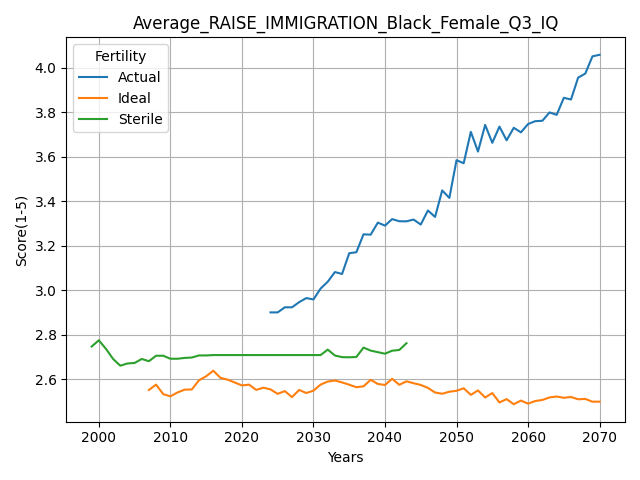 Average_RAISE_IMMIGRATION_Black_Female_Q3_IQ
Fertility
Actual
Ideal
Sterile
Score(1-5)
4.0
3.8
3.6
3.4
3.2
3.0
2.8
2.6
2000 2010 2020 2030 2040 2050 2060 2070
Years